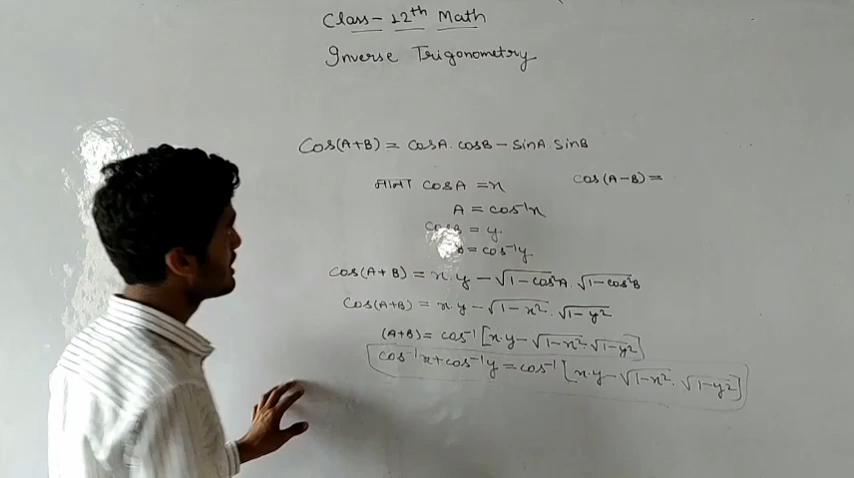 Class - 12th Math
Inverse Trigonometry
Cos(A+B) = cosA. cosB - sinA. sinB
माना cosA = x
cos(A-B) =
A = cos⁻¹x
= y.
= cos⁻¹y
cos(A+B) = x.y - √1-cos²A . √1-cos²B
Cos(A+B) = x.y - √1-x² . √1-y²
(A+B) = cos⁻¹[x.y - √1-x² . √1-y²]
cos⁻¹x + cos⁻¹y = cos⁻¹[x.y - √1-x² . √1-y²]